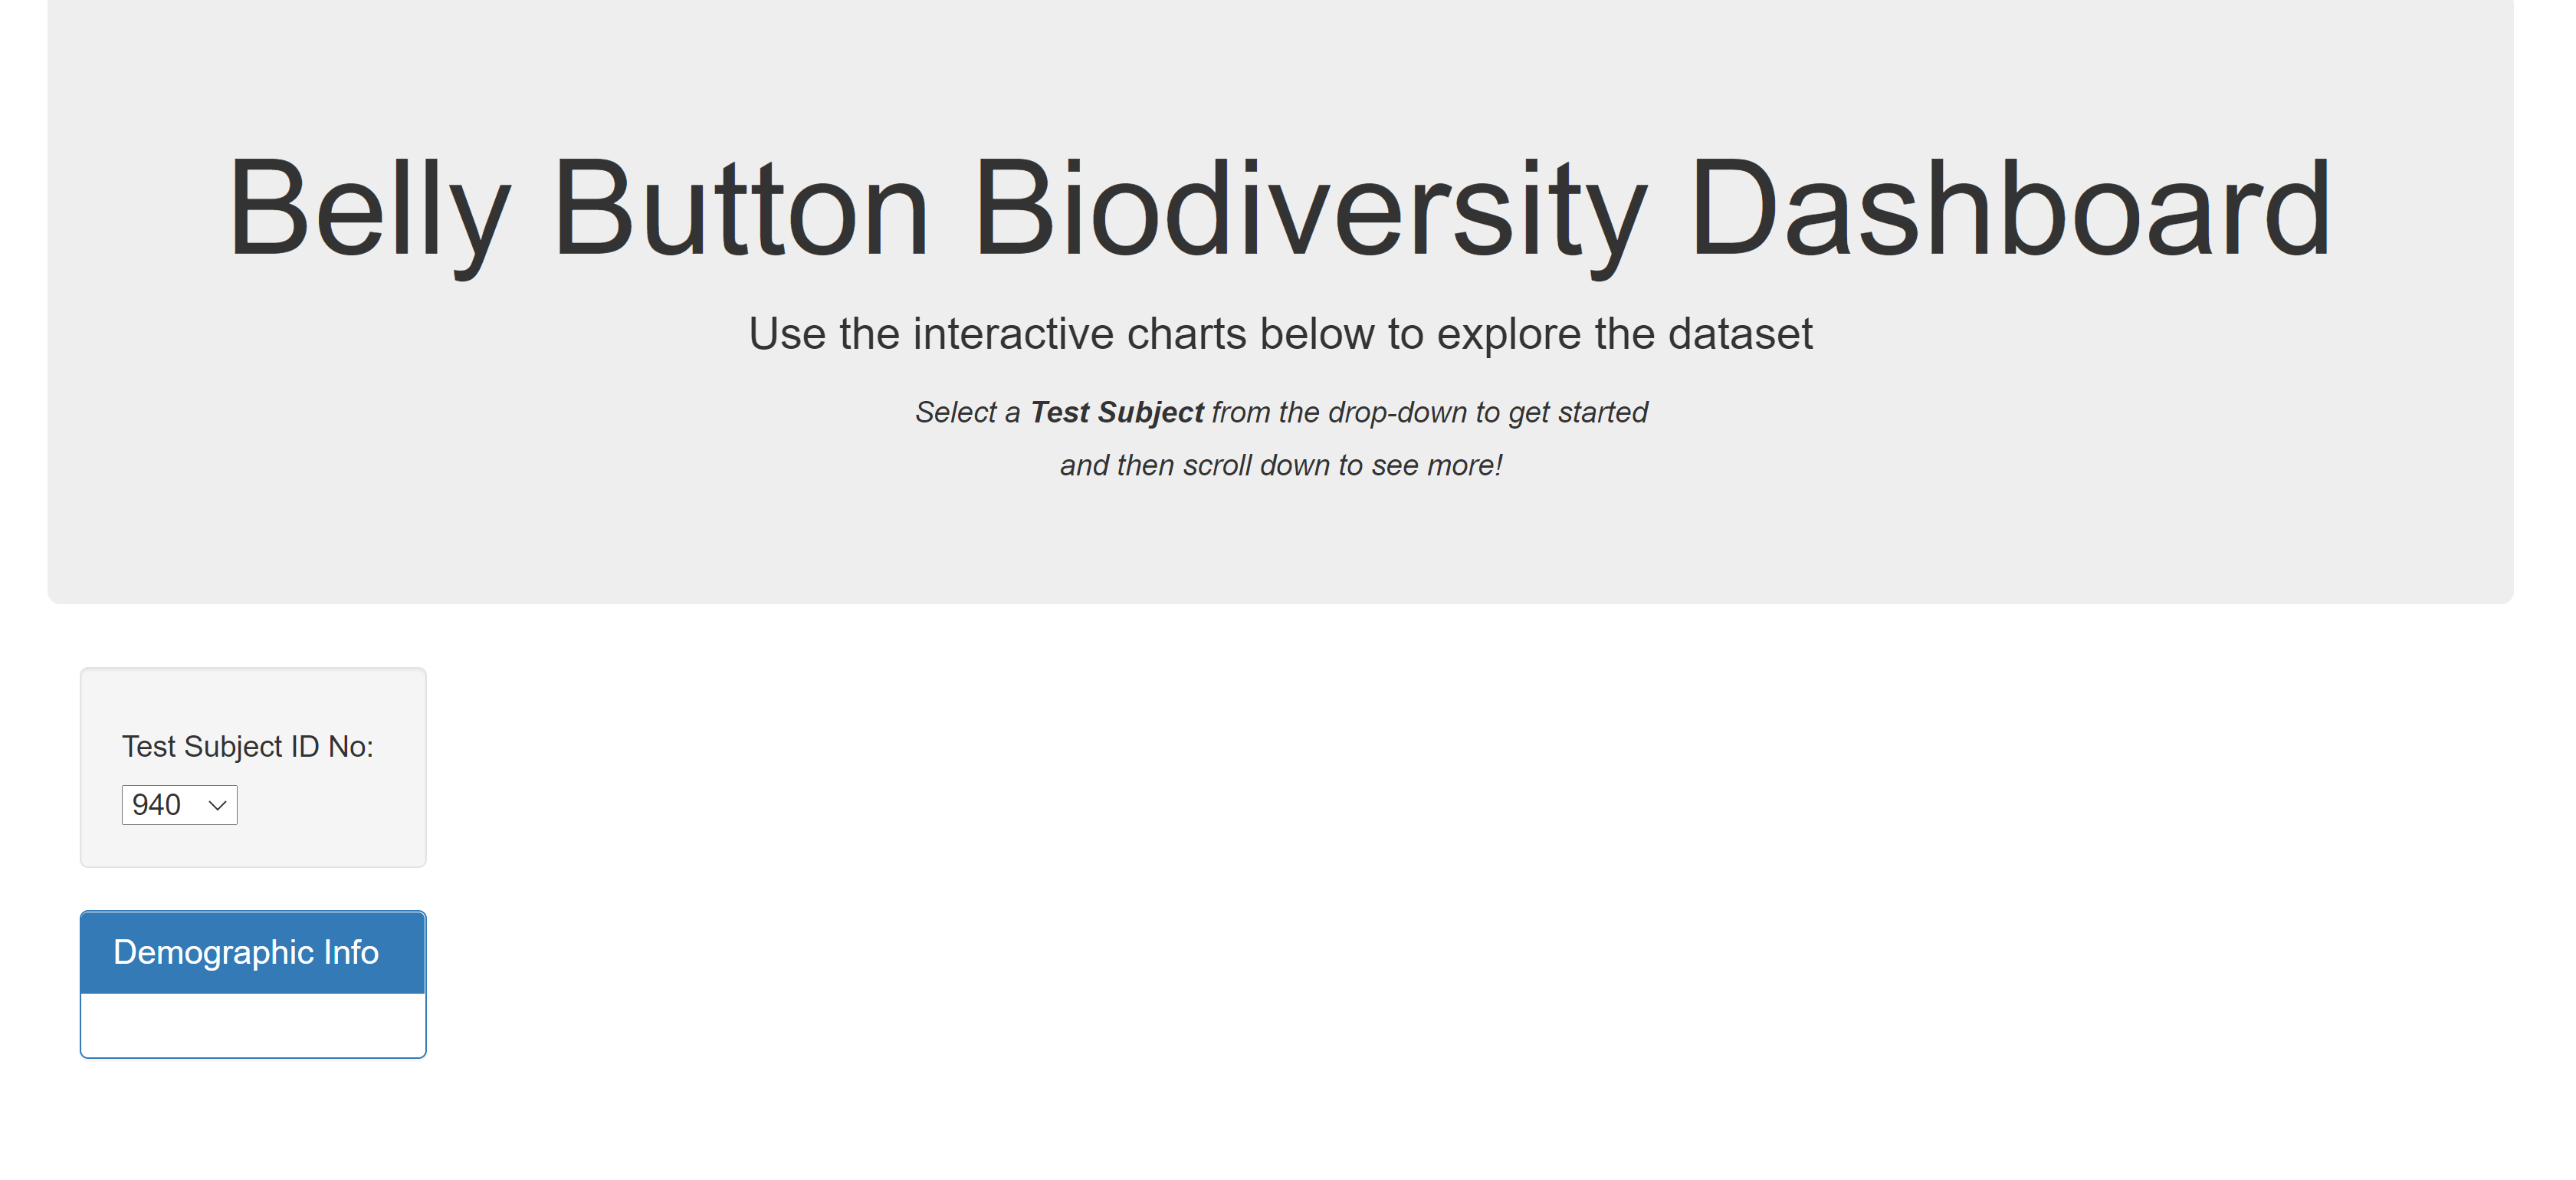 Belly Button Biodiversity Dashboard
Use the interactive charts below to explore the dataset
Select a Test Subject from the drop-down to get started
and then scroll down to see more!
Test Subject ID No:
940
Demographic Info